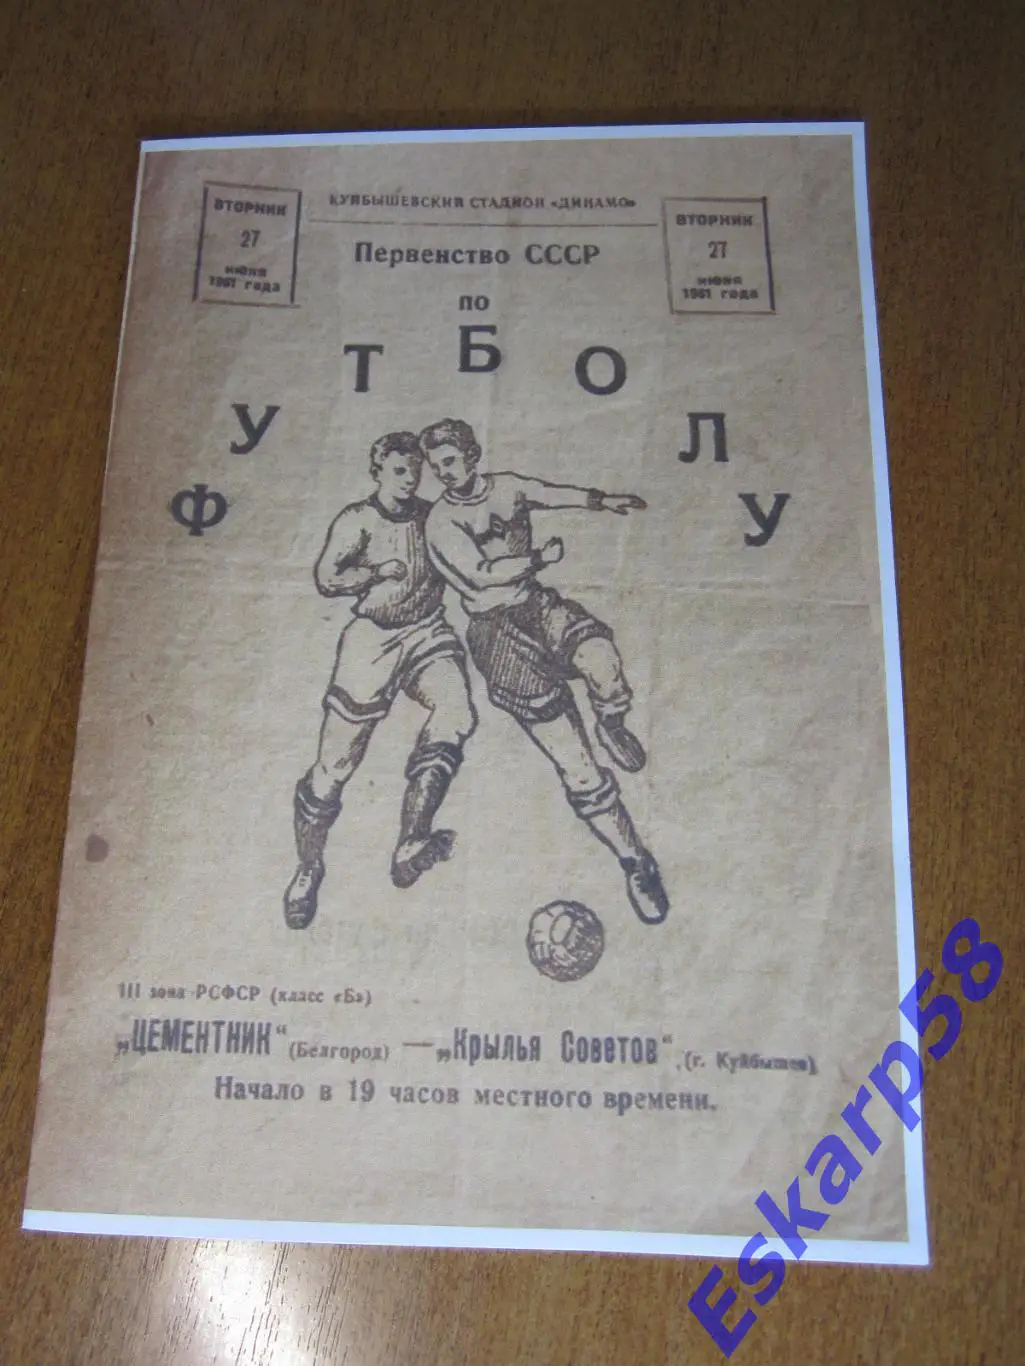 КУЙБЫШЕВСКИЙ СТАДИОН «ДИНАМО»
ВТОРНИК
27
июня
1961 года
ВТОРНИК
27
июня
1961 года
Первенство СССР
по
ФУТБОЛУ
III зона РСФСР (класс «Б»)
„ЦЕМЕНТНИК“ (Белгород) — „Крылья Советов“, (г. Куйбышев)
Начало в 19 часов местного времени.
Eskarp58